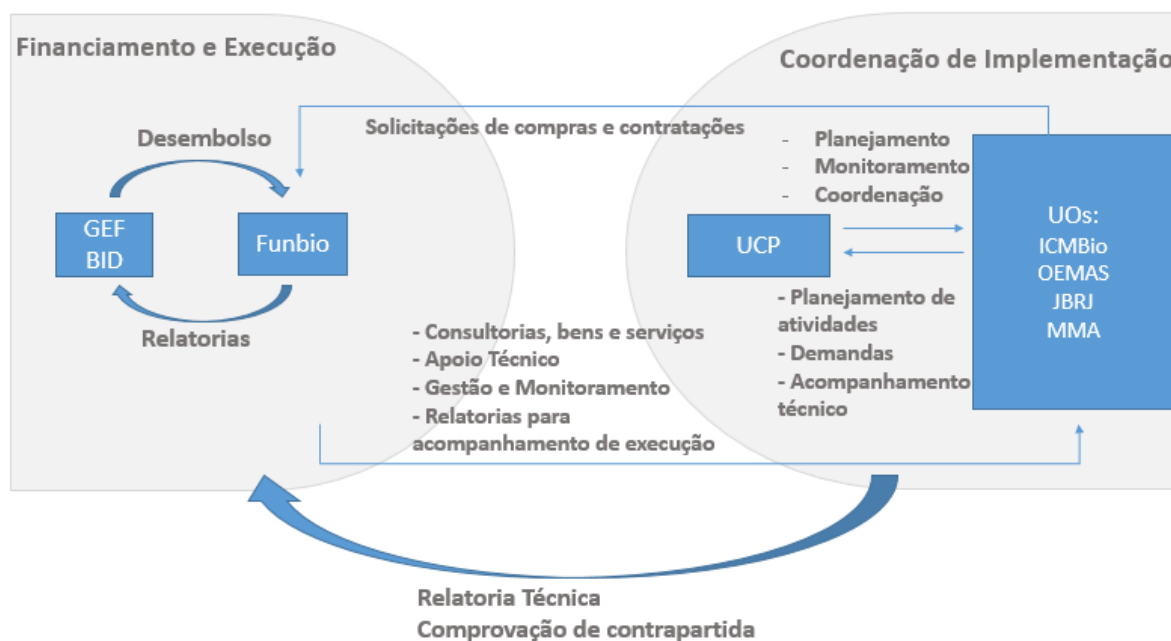 Financiamento e Execução
Coordenação de Implementação
Desembolso
Solicitações de compras e contratações
- Planejamento
- Monitoramento
- Coordenação
GEF
BID
Funbio
UCP
UOs:
ICMBio
OEMAS
JBRJ
MMA
Relatorias
- Consultorias, bens e serviços
- Apoio Técnico
- Gestão e Monitoramento
- Relatorias para
acompanhamento de execução
- Planejamento de
atividades
- Demandas
- Acompanhamento
técnico
Relatoria Técnica
Comprovação de contrapartida